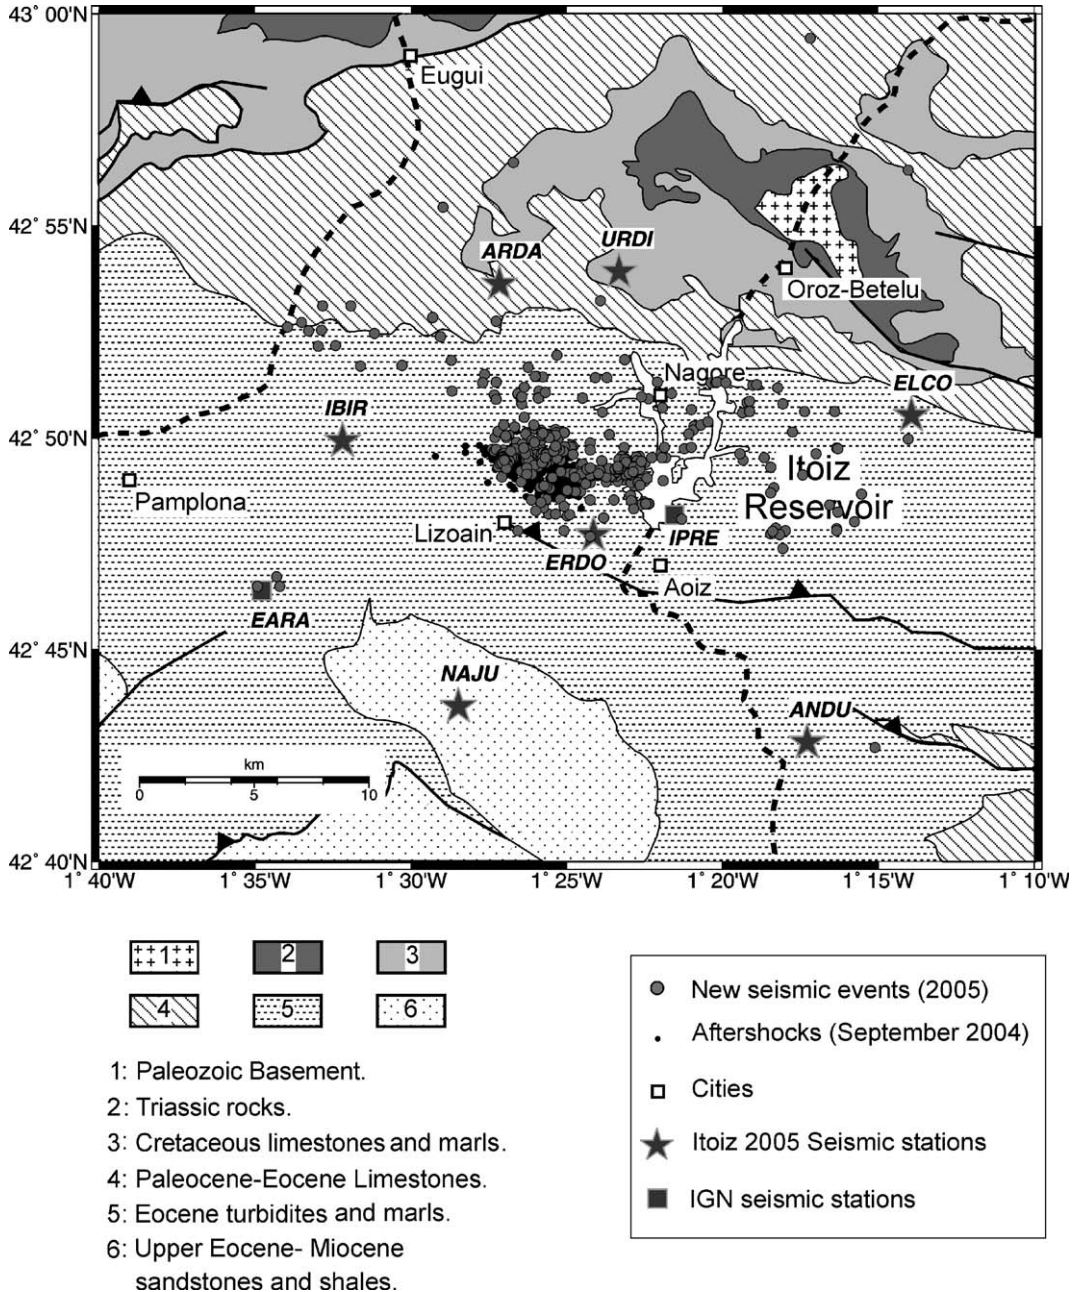 43 00'N
Eugui
42° 55'N
ARDA
URDI
Oroz-Betelu
Nagore
ELCO
IBIR
42° 50'N
Itoiz
Reservoir
Pamplona
Lizoain
IPRE
ERDO
Aoiz
EARA
42° 45'N
NAJU
ANDU
km
0 5 10
42° 40'N
1° 40'W 1° 35'W 1° 30'W 1° 25'W 1° 20'W 1° 15'W 1° 10'W
1 2 3
4 5 6
New seismic events (2005)
Aftershocks (September 2004)
Cities
Itoiz 2005 Seismic stations
IGN seismic stations
1: Paleozoic Basement.
2: Triassic rocks.
3: Cretaceous limestones and marls.
4: Paleocene-Eocene Limestones.
5: Eocene turbidites and marls.
6: Upper Eocene- Miocene
sandstones and shales.